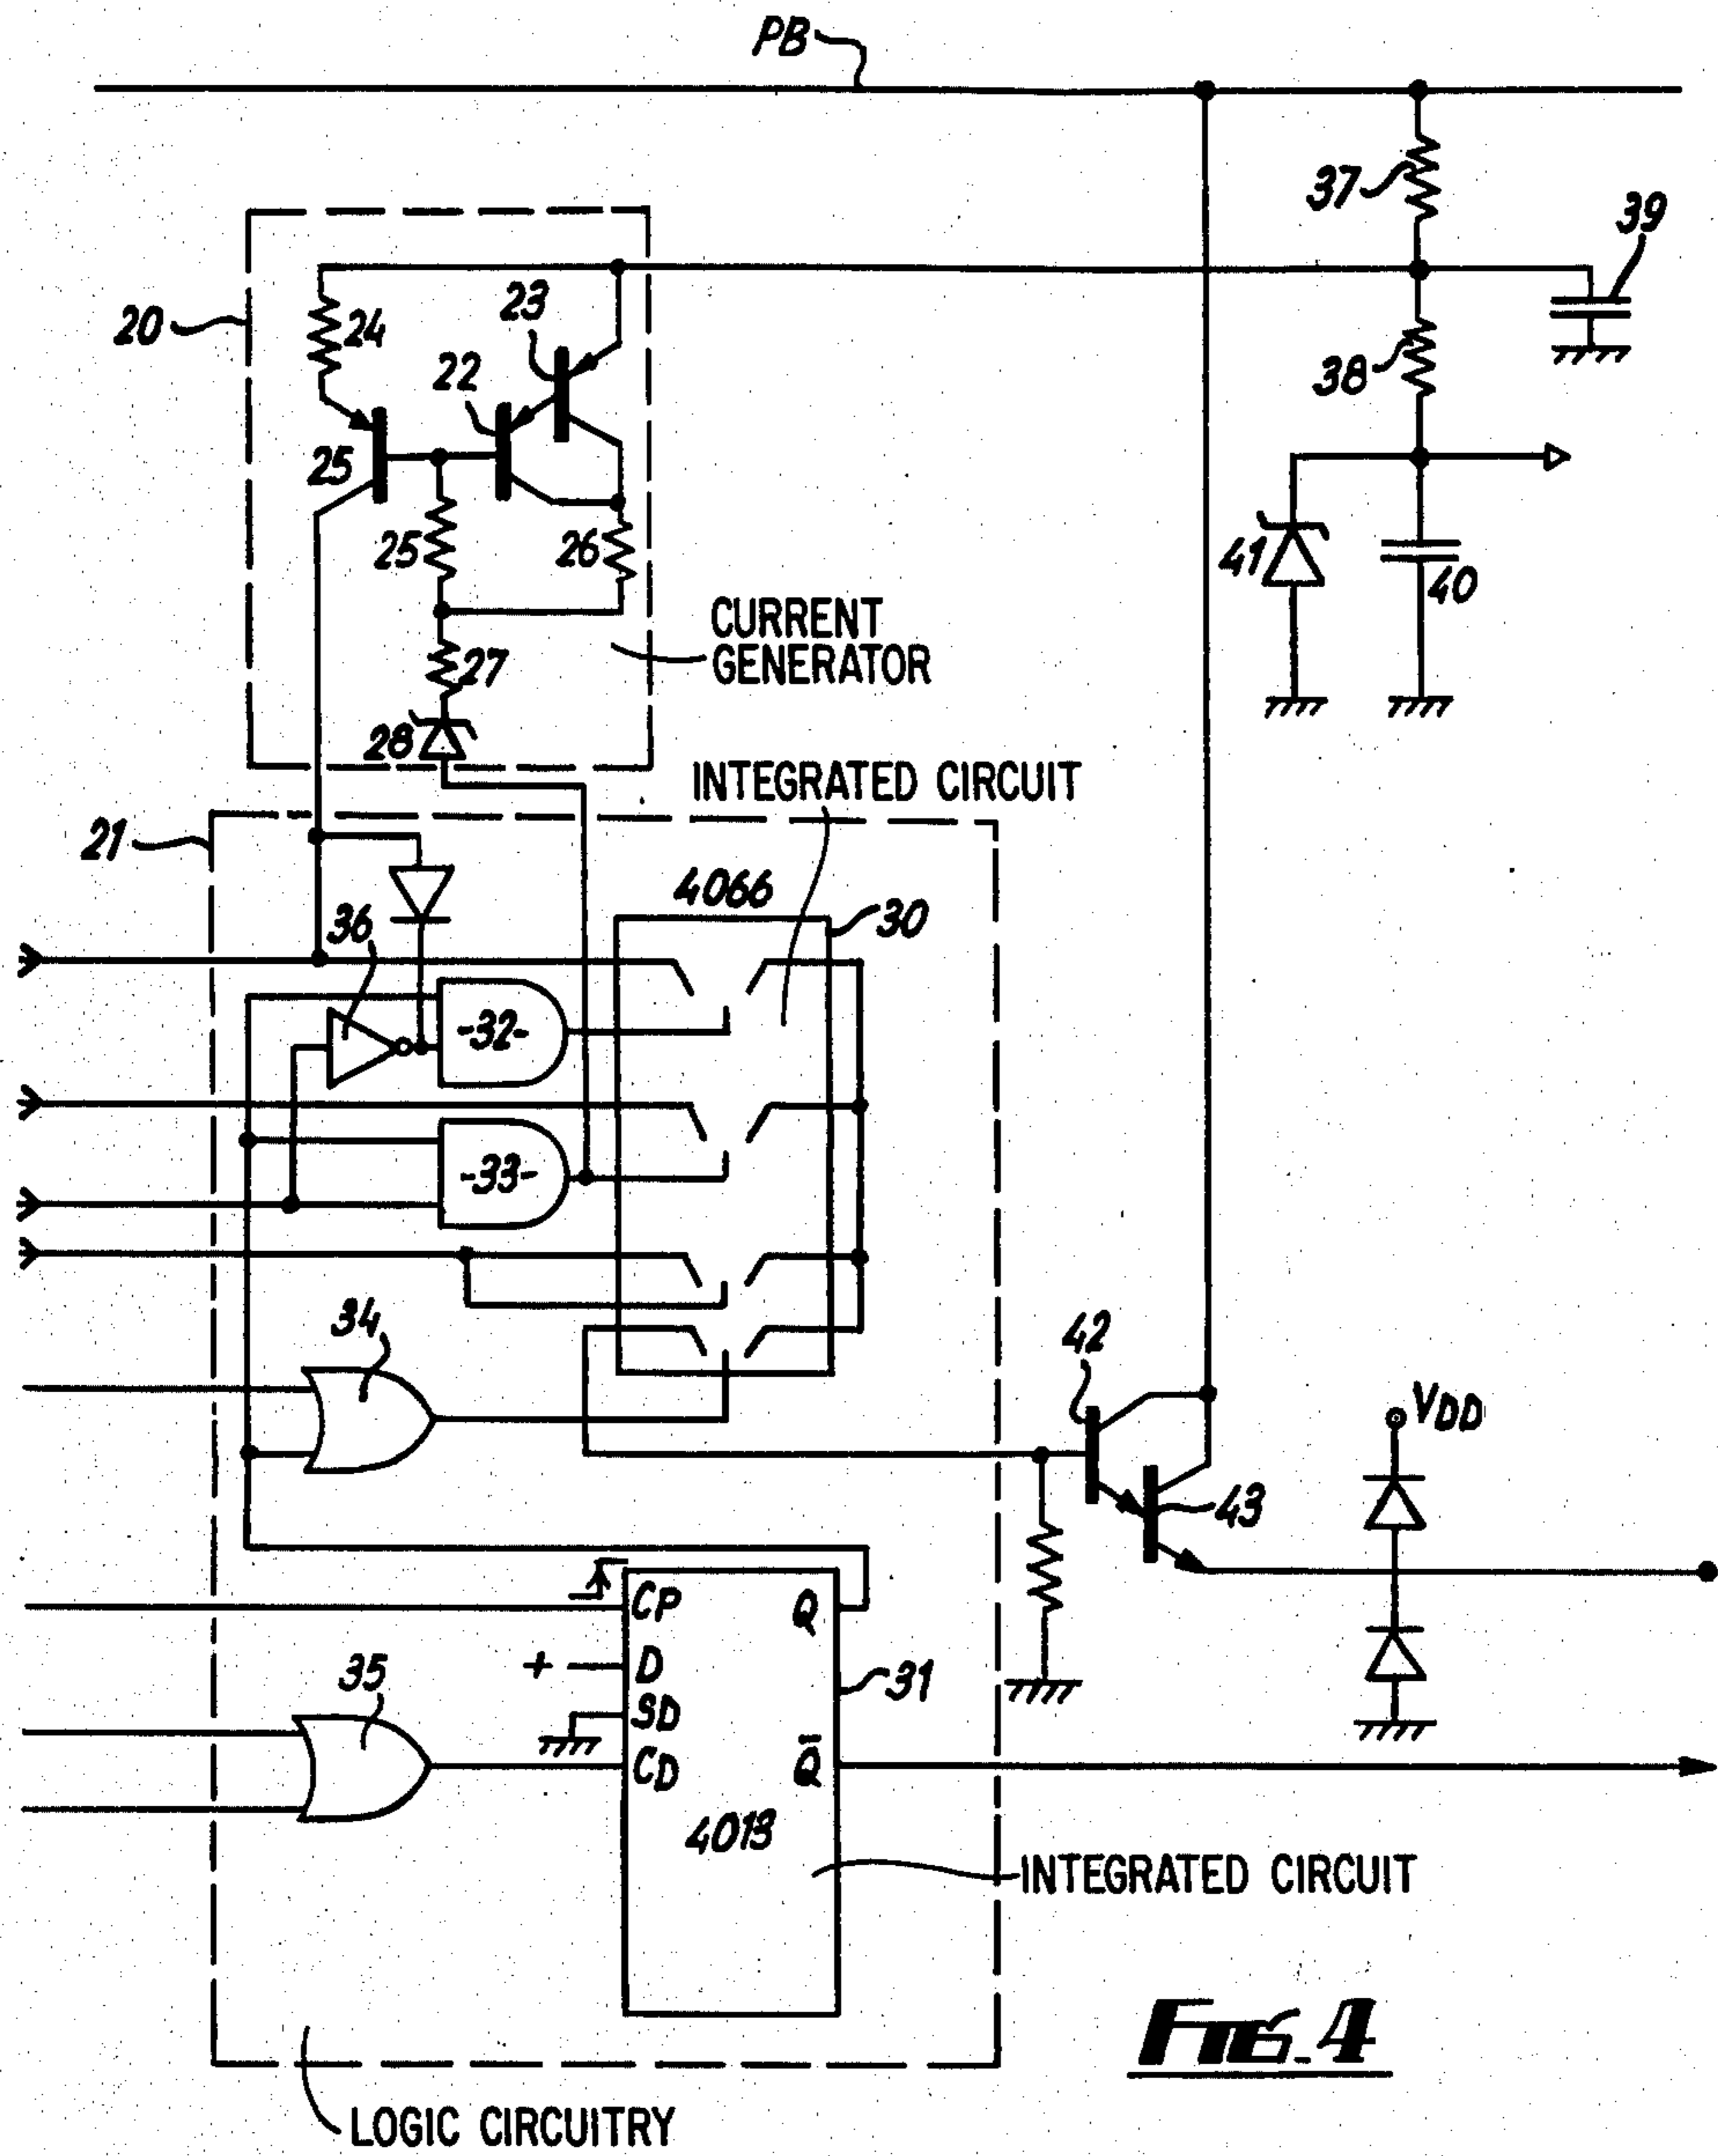 PB
37
39
20
24
23
22
38
25
25
26
41
40
CURRENT
GENERATOR
27
28
INTEGRATED CIRCUIT
21
4066
30
36
-32-
-33-
34
42
VDD
43
CP
Q
+
D
35
31
SD
CD
Q̄
4013
INTEGRATED CIRCUIT
FIG. 4
LOGIC CIRCUITRY